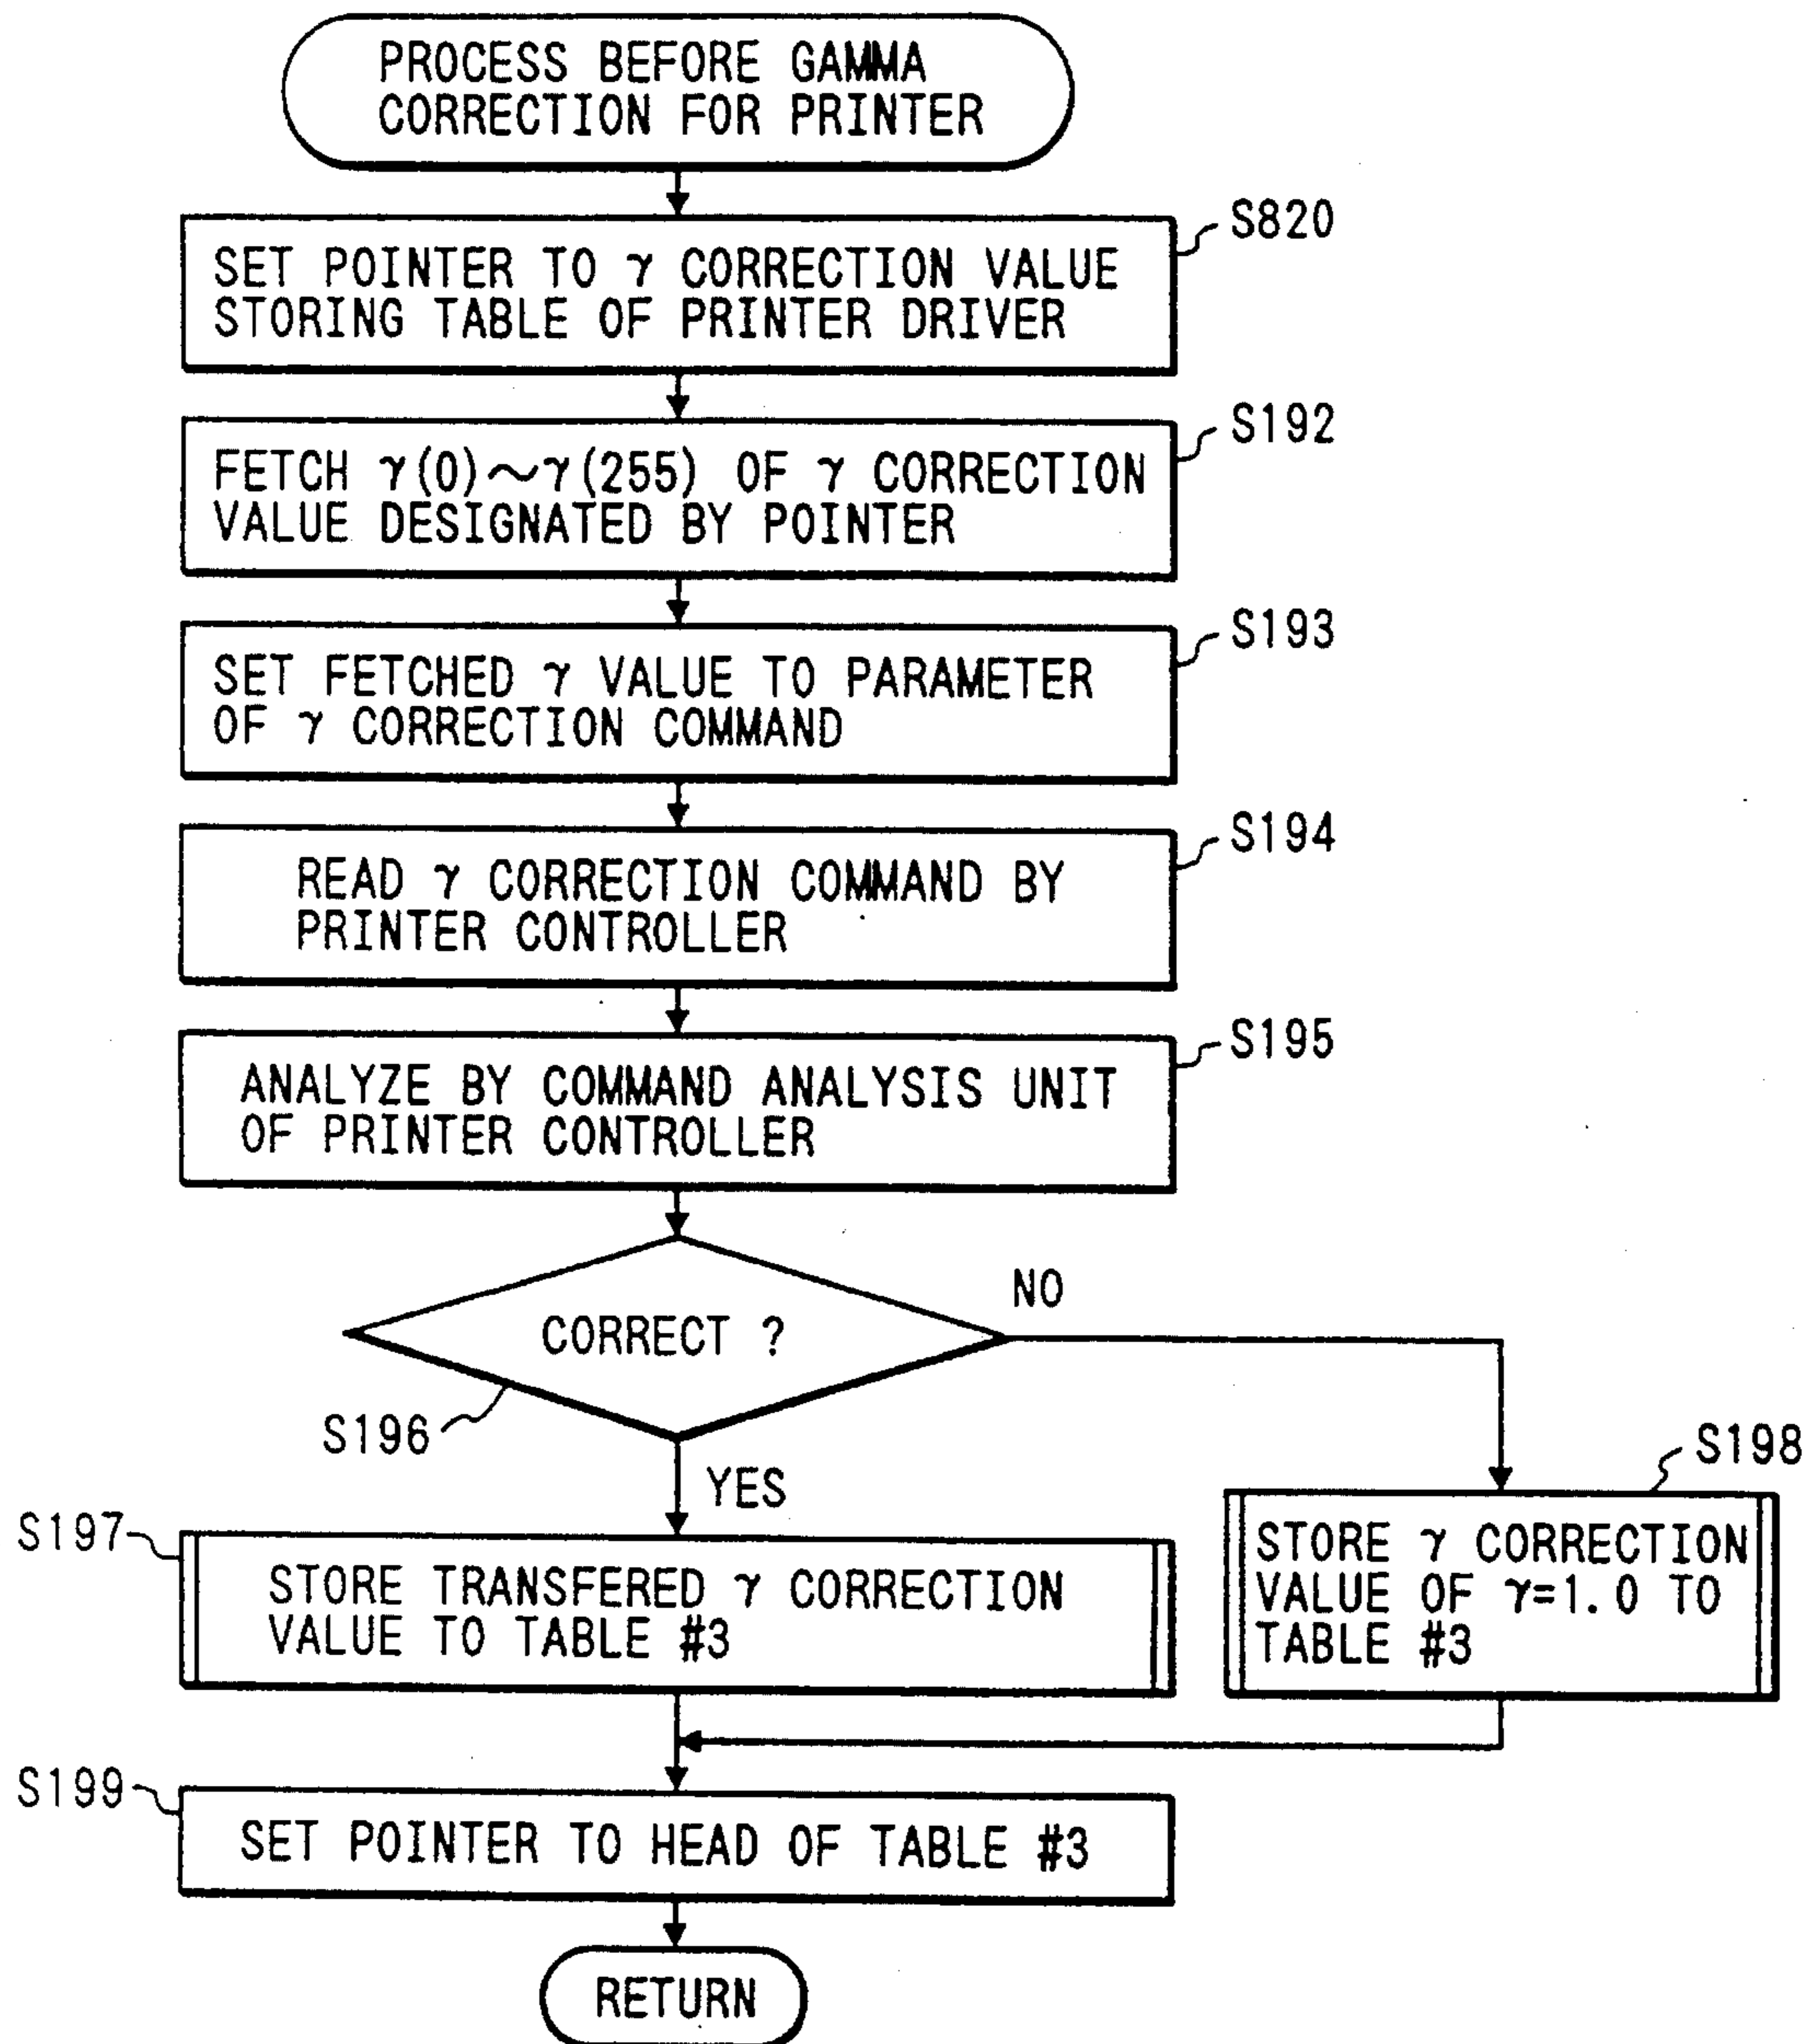 PROCESS BEFORE GAMMA
CORRECTION FOR PRINTER
S820
SET POINTER TO γ CORRECTION VALUE
STORING TABLE OF PRINTER DRIVER
S192
FETCH γ(0)~γ(255) OF γ CORRECTION
VALUE DESIGNATED BY POINTER
S193
SET FETCHED γ VALUE TO PARAMETER
OF γ CORRECTION COMMAND
S194
READ γ CORRECTION COMMAND BY
PRINTER CONTROLLER
S195
ANALYZE BY COMMAND ANALYSIS UNIT
OF PRINTER CONTROLLER
NO
CORRECT ?
S196
YES
S198
S197
STORE TRANSFERED γ CORRECTION
VALUE TO TABLE #3
STORE γ CORRECTION
VALUE OF γ=1.0 TO
TABLE #3
S199
SET POINTER TO HEAD OF TABLE #3
RETURN